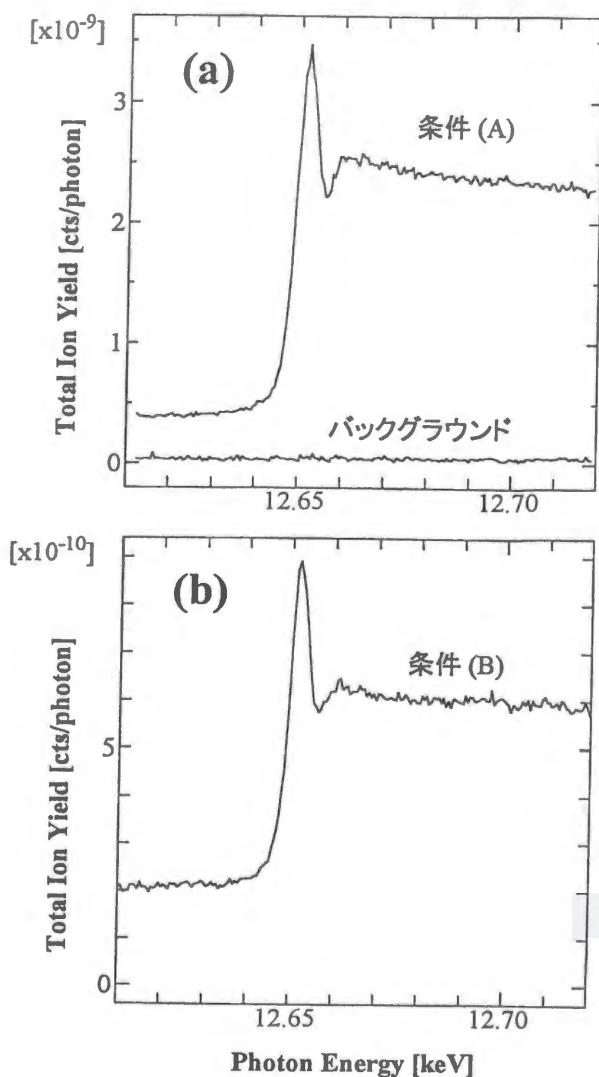 [x10-9]
(a)
条件 (A)
3
2
1
0
バックグラウンド
Total Ion Yield [cts/photon]
12.65
12.70
[x10-10]
(b)
条件 (B)
5
0
Total Ion Yield [cts/photon]
12.65
12.70
Photon Energy [keV]